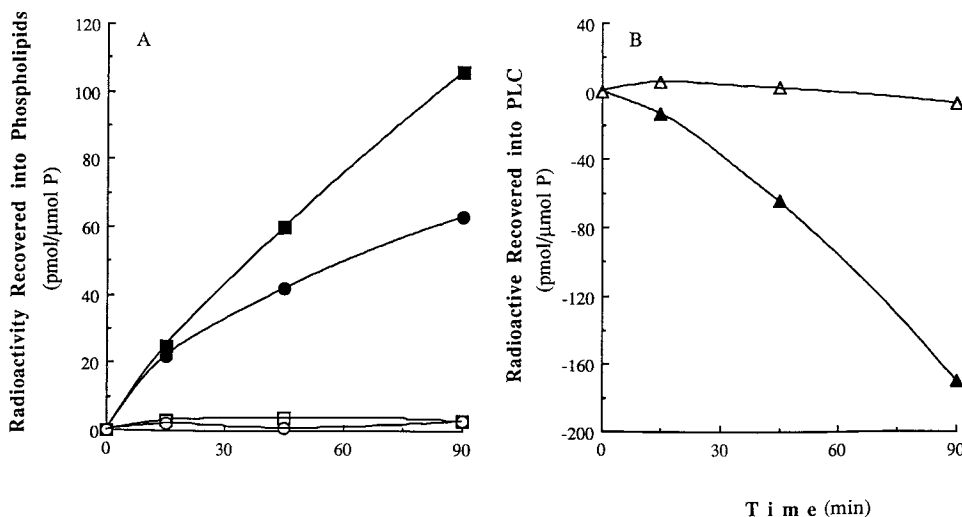 Radioactivity Recovered into Phospholipids
(pmol/µmol P)
A
120
100
80
60
40
20
0
0 30 60 90
Radioactive Recovered into PLC
(pmol/µmol P)
B
40
0
-40
-80
-120
-160
-200
0 30 60 90
Time (min)